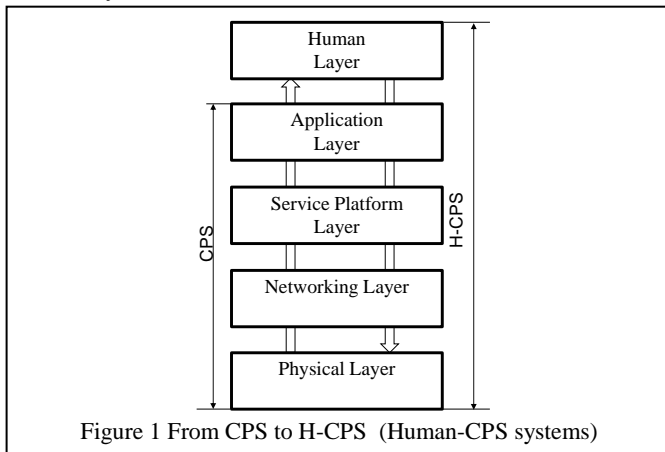 Human
Layer
Application
Layer
Service Platform
Layer
Networking Layer
Physical Layer
CPS
H-CPS
Figure 1 From CPS to H-CPS (Human-CPS systems)